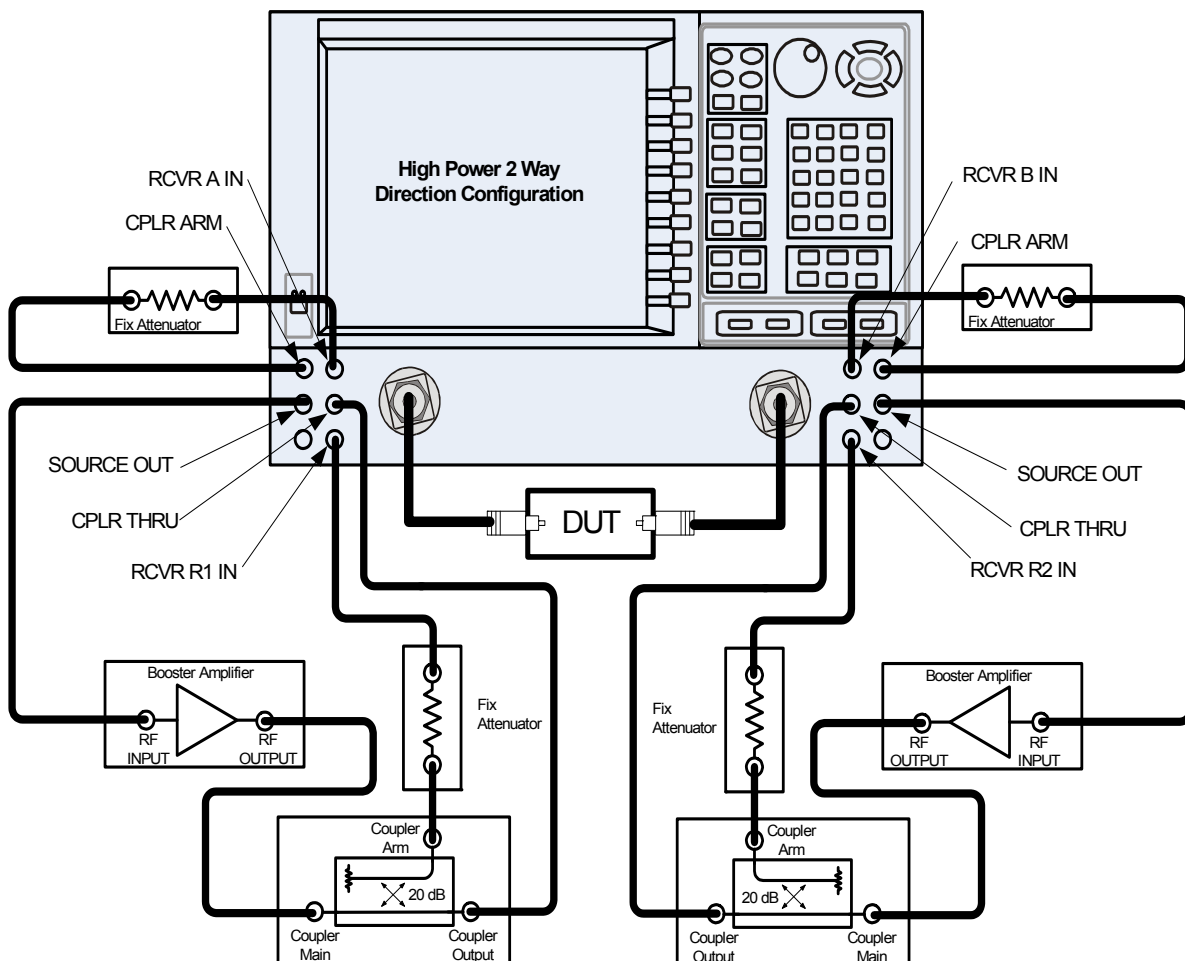 High Power 2 Way
Direction Configuration
RCVR A IN
CPLR ARM
RCVR B IN
CPLR ARM
Fix Attenuator
Fix Attenuator
SOURCE OUT
CPLR THRU
RCVR R1 IN
DUT
SOURCE OUT
CPLR THRU
RCVR R2 IN
Booster Amplifier
RF
INPUT
RF
OUTPUT
Fix
Attenuator
Fix
Attenuator
Booster Amplifier
RF
OUTPUT
RF
INPUT
Coupler
Arm
20 dB
Coupler
Main
Coupler
Output
Coupler
Arm
20 dB
Coupler
Output
Coupler
Main